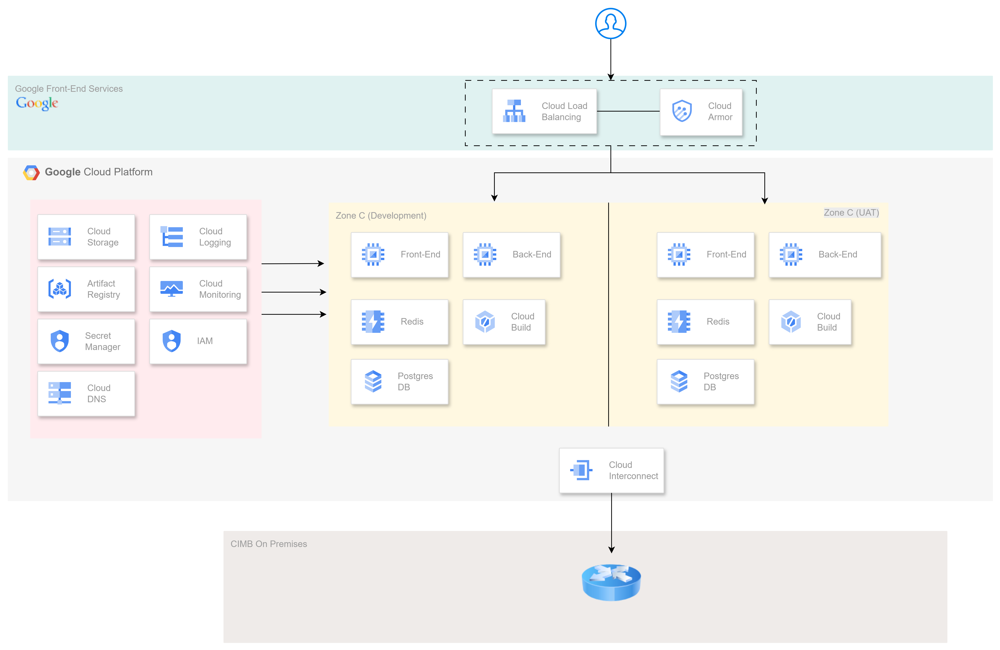 Google Front-End Services
Google
Cloud Load
Balancing
Cloud
Armor
Google Cloud Platform
Cloud
Storage
Cloud
Logging
Artifact
Registry
Cloud
Monitoring
Secret
Manager
IAM
Cloud
DNS
Zone C (Development)
Front-End
Back-End
Redis
Cloud
Build
Postgres
DB
Zone C (UAT)
Front-End
Back-End
Redis
Cloud
Build
Postgres
DB
Cloud
Interconnect
CIMB On Premises